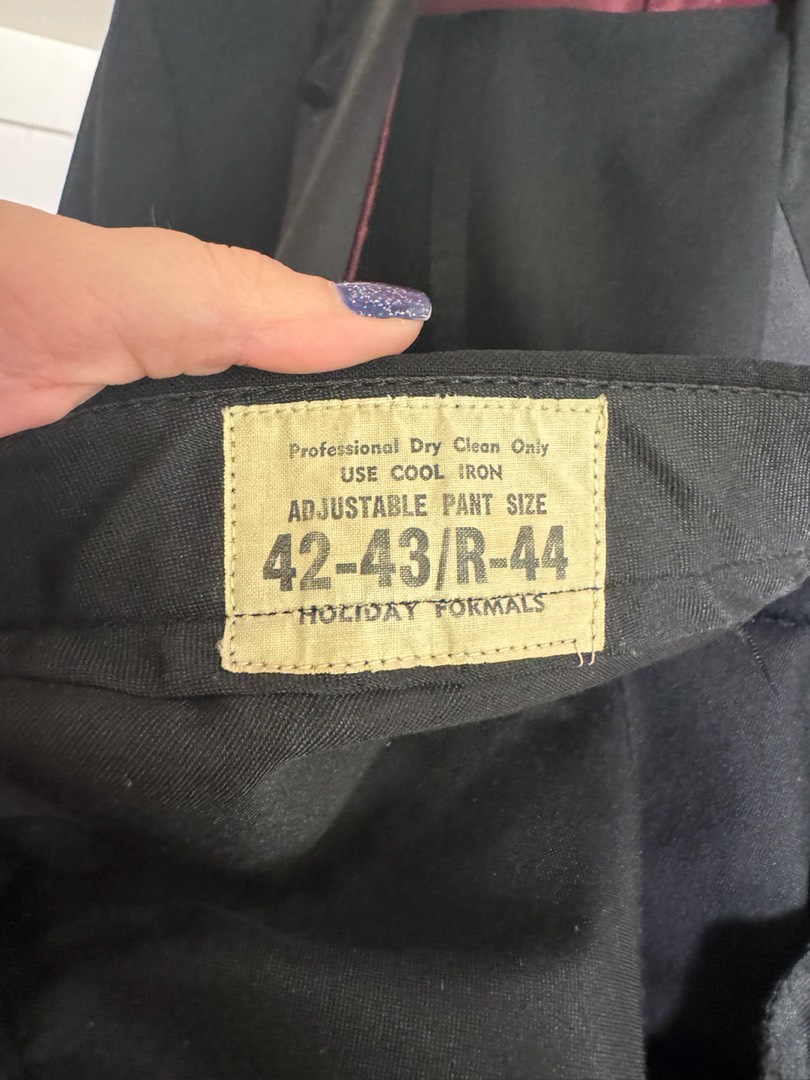 Professional Dry Clean Only
USE COOL IRON
ADJUSTABLE PANT SIZE
42-43/R-44
HOLIDAY FORMALS